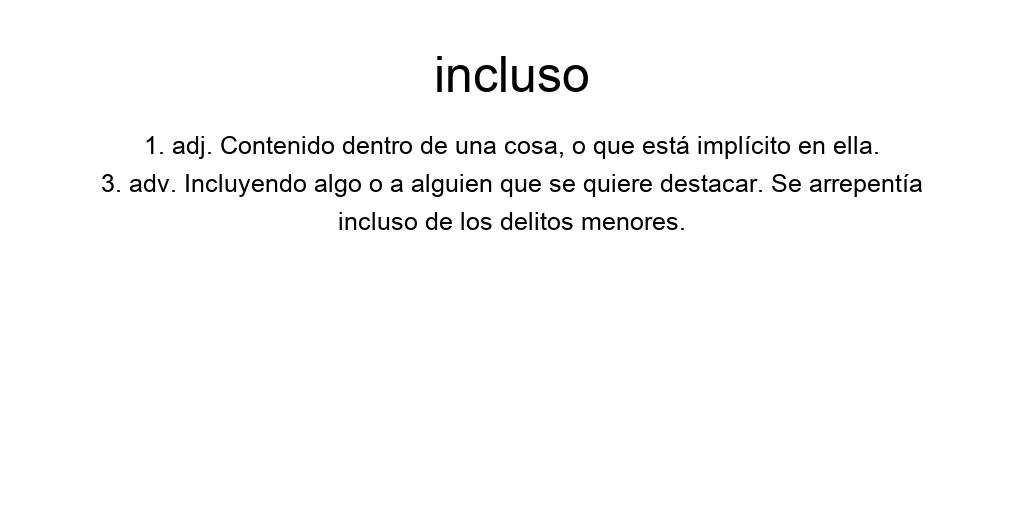 incluso
1. adj. Contenido dentro de una cosa, o que está implícito en ella.
3. adv. Incluyendo algo o a alguien que se quiere destacar. Se arrepentía
incluso de los delitos menores.